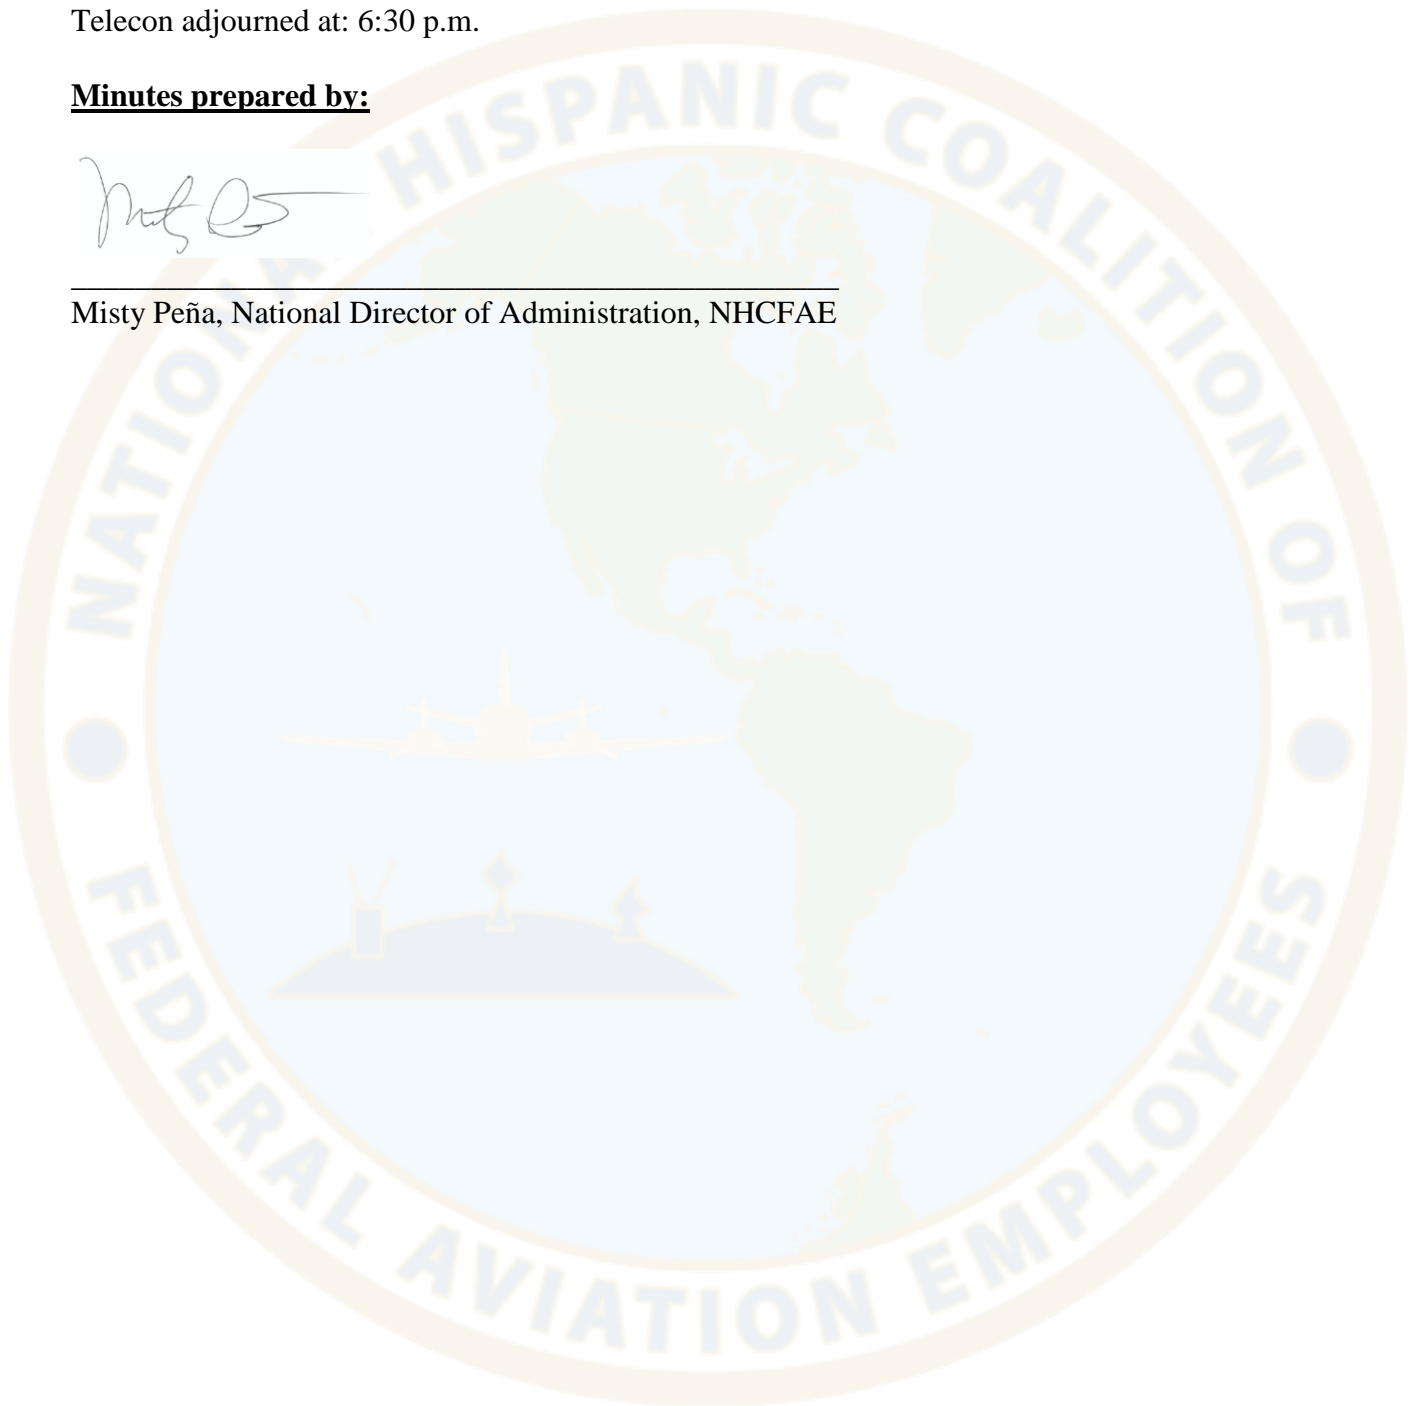 Telecon adjourned at: 6:30 p.m.
Minutes prepared by:
Misty Peña, National Director of Administration, NHCFAE
NATIONAL HISPANIC COALITION OF
FEDERAL AVIATION EMPLOYEES